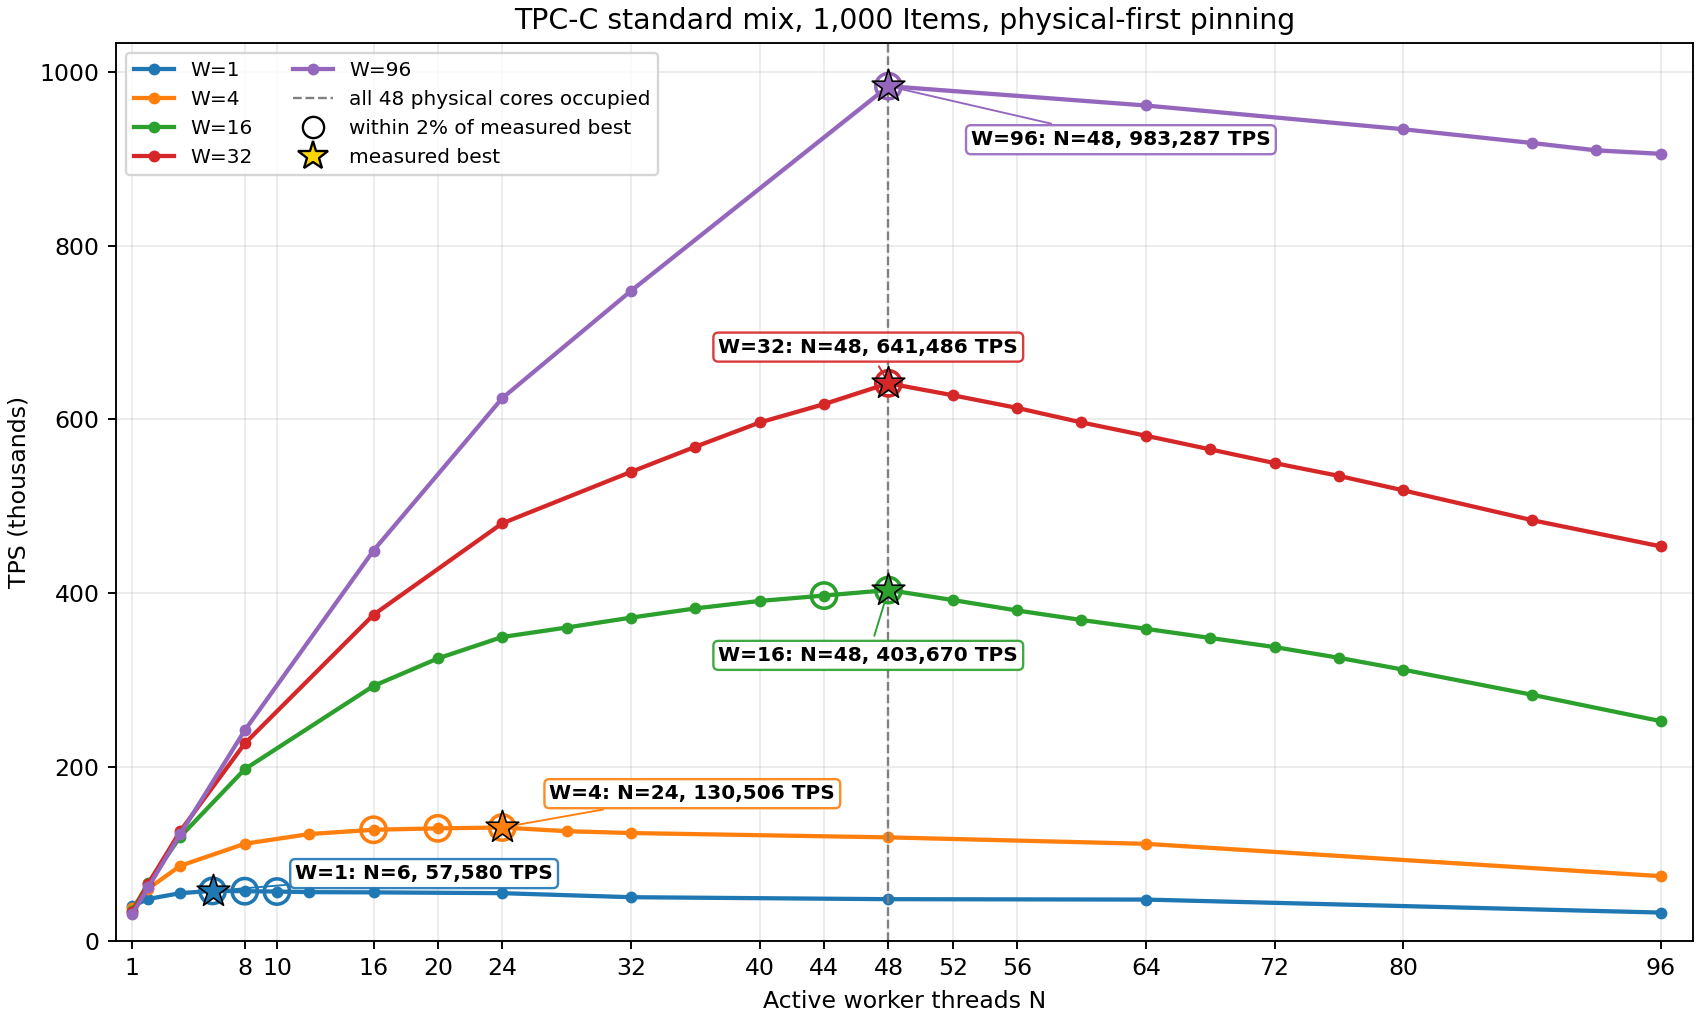 TPC-C standard mix, 1,000 Items, physical-first pinning
W=1
W=4
W=16
W=32
W=96
all 48 physical cores occupied
within 2% of measured best
measured best
TPS (thousands)
1000
800
600
400
200
0
W=96: N=48, 983,287 TPS
W=32: N=48, 641,486 TPS
W=16: N=48, 403,670 TPS
W=4: N=24, 130,506 TPS
W=1: N=6, 57,580 TPS
1 8 10 16 20 24 32 40 44 48 52 56 64 72 80 96
Active worker threads N